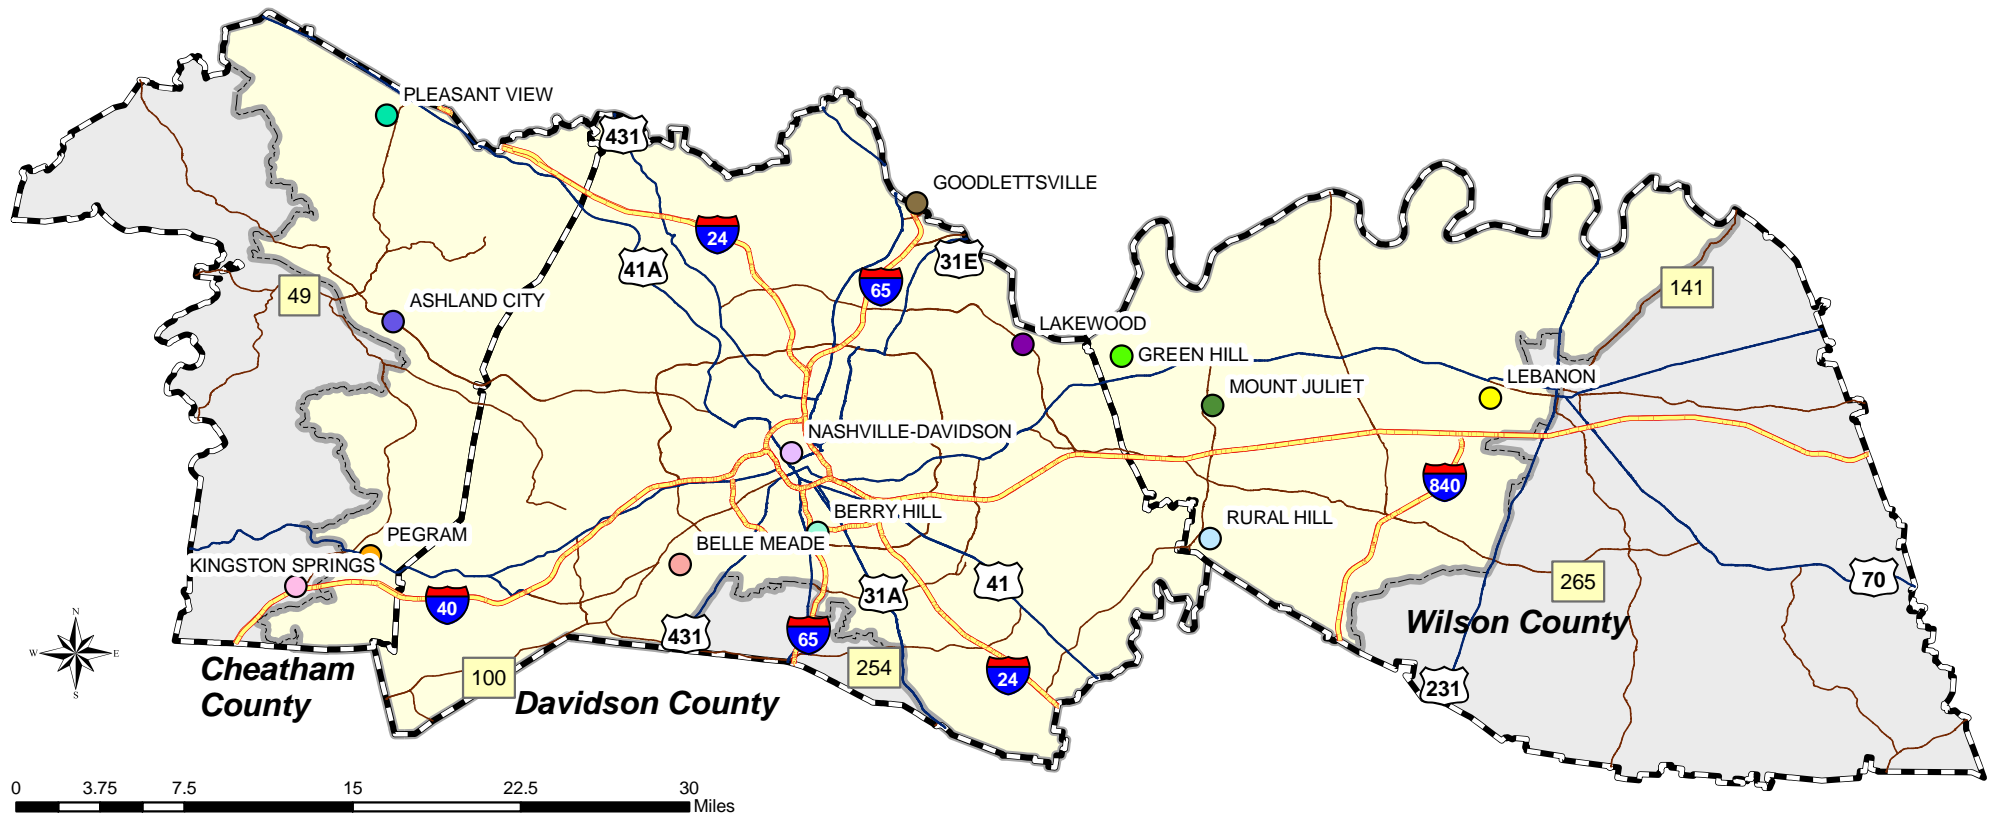 PLEASANT VIEW
431
GOODLETTSVILLE
24
41A
31E
65
49
141
ASHLAND CITY
LAKEWOOD
GREEN HILL
LEBANON
MOUNT JULIET
NASHVILLE-DAVIDSON
840
BERRY HILL
RURAL HILL
PEGRAM
BELLE MEADE
KINGSTON SPRINGS
41
70
265
31A
40
N
W
E
S
431
65
Wilson County
254
100
24
231
Cheatham
County
Davidson County
0
3.75
7.5
15
22.5
30
Miles